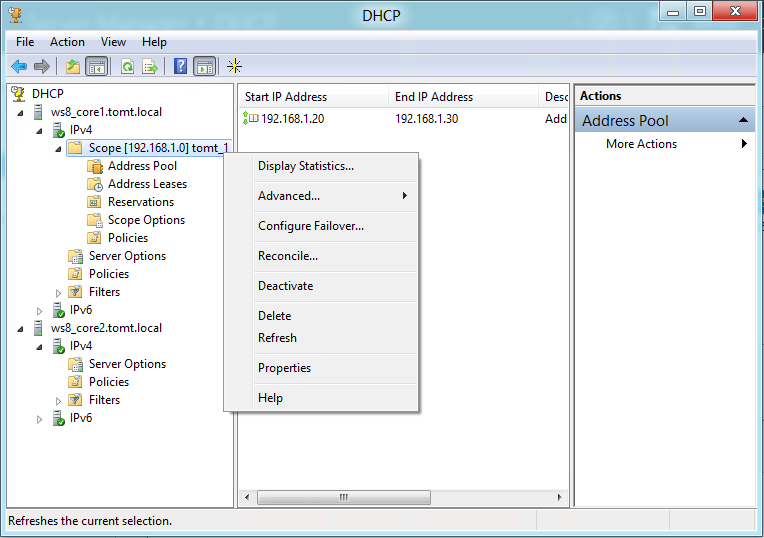 DHCP
File Action View Help
DHCP
ws8_core1.tomt.local
IPv4
Scope [192.168.1.0] tomt_1
Address Pool
Address Leases
Reservations
Scope Options
Policies
Server Options
Policies
Filters
IPv6
ws8_core2.tomt.local
IPv4
Server Options
Policies
Filters
IPv6
Start IP Address End IP Address Desc
192.168.1.20 192.168.1.30 Add
Display Statistics...
Advanced...
Configure Failover...
Reconcile...
Deactivate
Delete
Refresh
Properties
Help
Actions
Address Pool
More Actions
Refreshes the current selection.